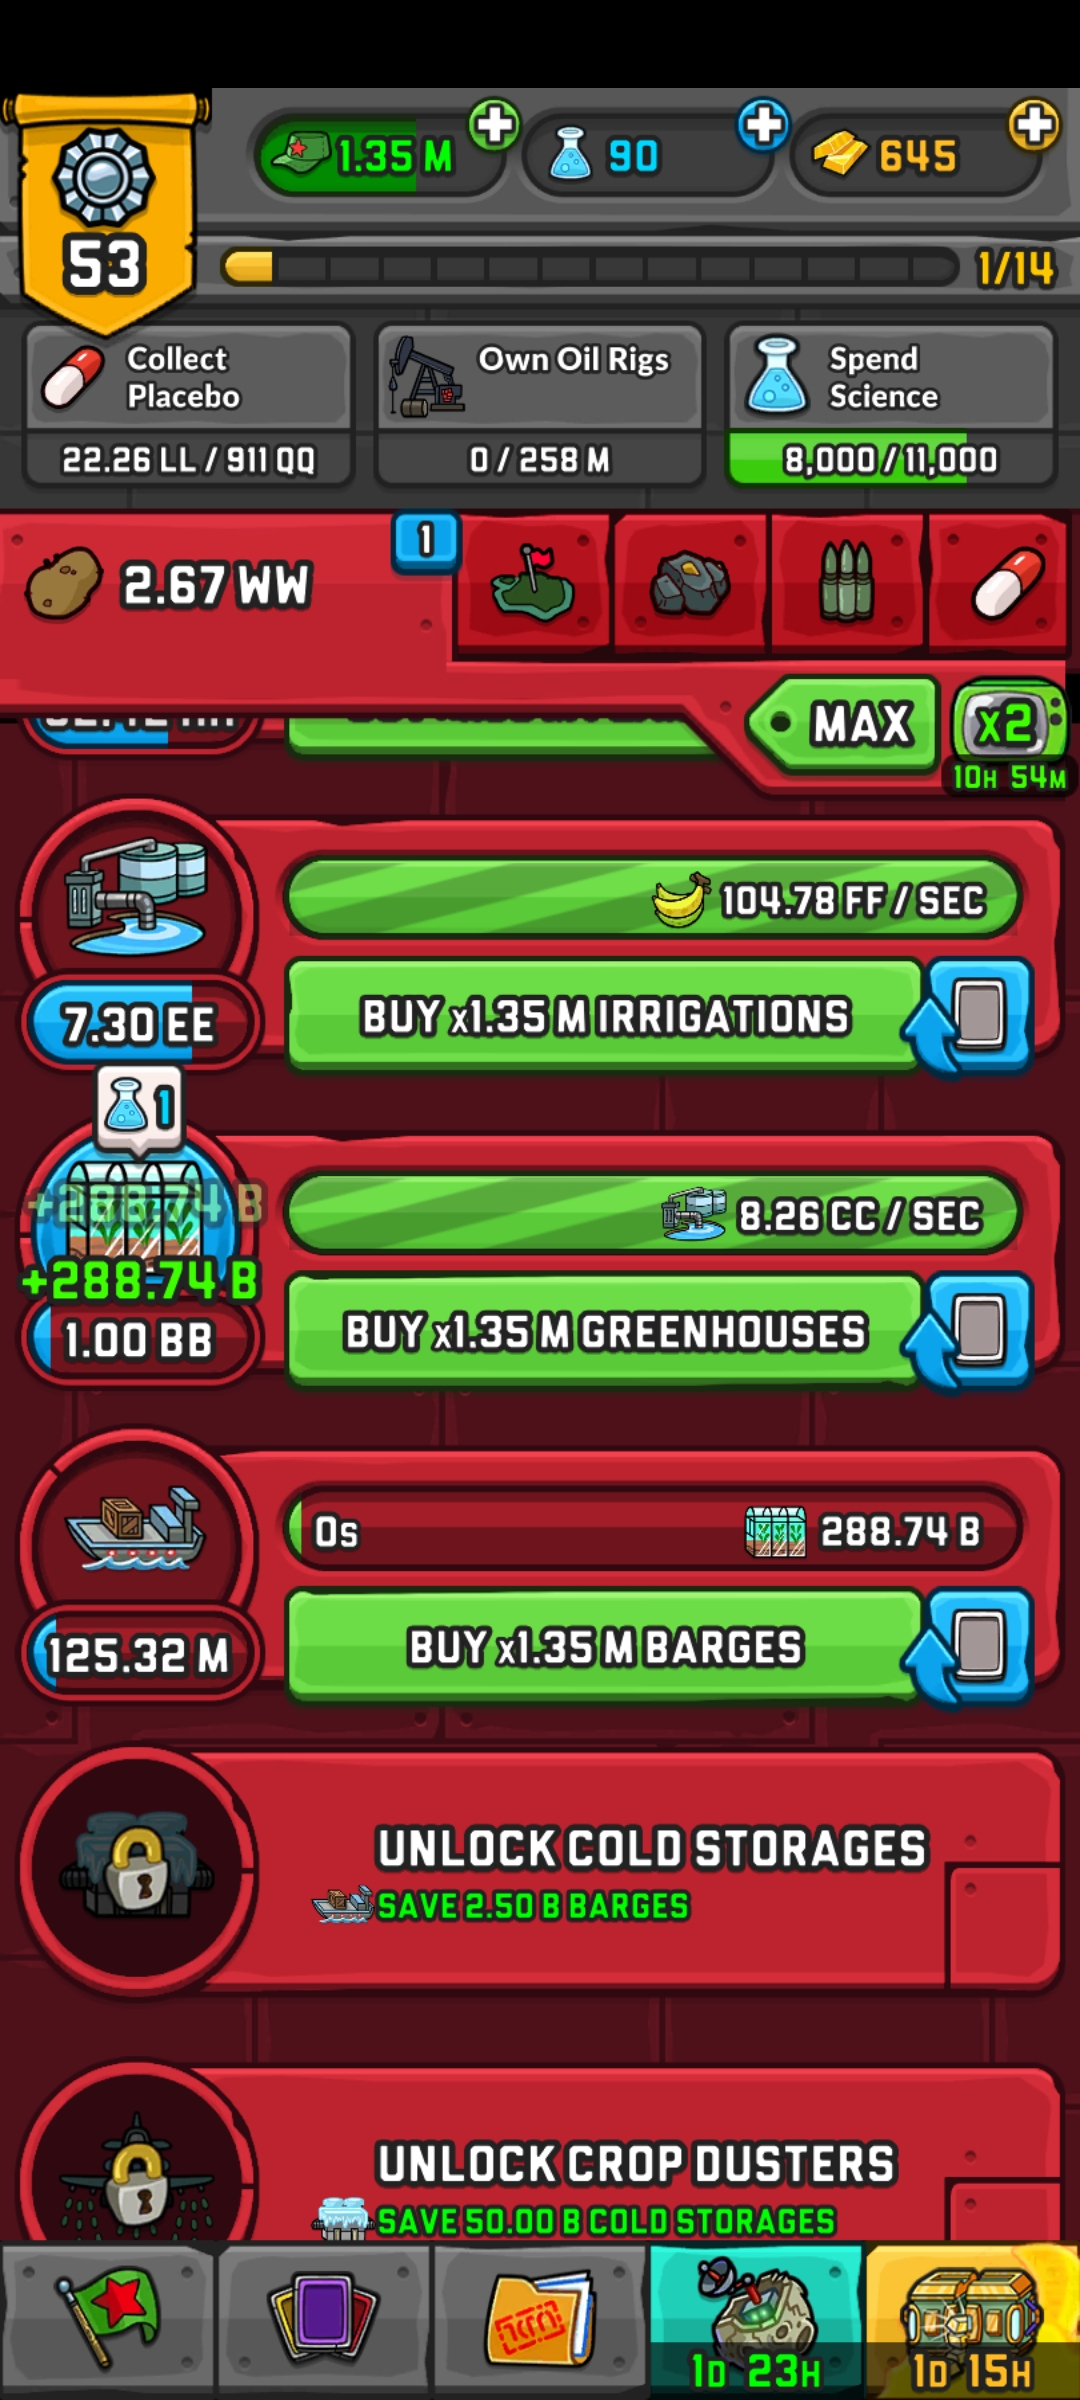 1.35 M
90
645
53
1/14
Collect
Placebo
22.26 LL / 911 QQ
Own Oil Rigs
0 / 258 M
Spend
Science
8,000 / 11,000
2.67 WW
1
MAX
x2
10H 54M
104.78 FF / SEC
7.30 EE
BUY x1.35 M IRRIGATIONS
1
+288.74 B
+288.74 B
8.26 CC / SEC
1.00 BB
BUY x1.35 M GREENHOUSES
0s
288.74 B
125.32 M
BUY x1.35 M BARGES
UNLOCK COLD STORAGES
SAVE 2.50 B BARGES
UNLOCK CROP DUSTERS
SAVE 50.00 B COLD STORAGES
1D 23H
1D 15H